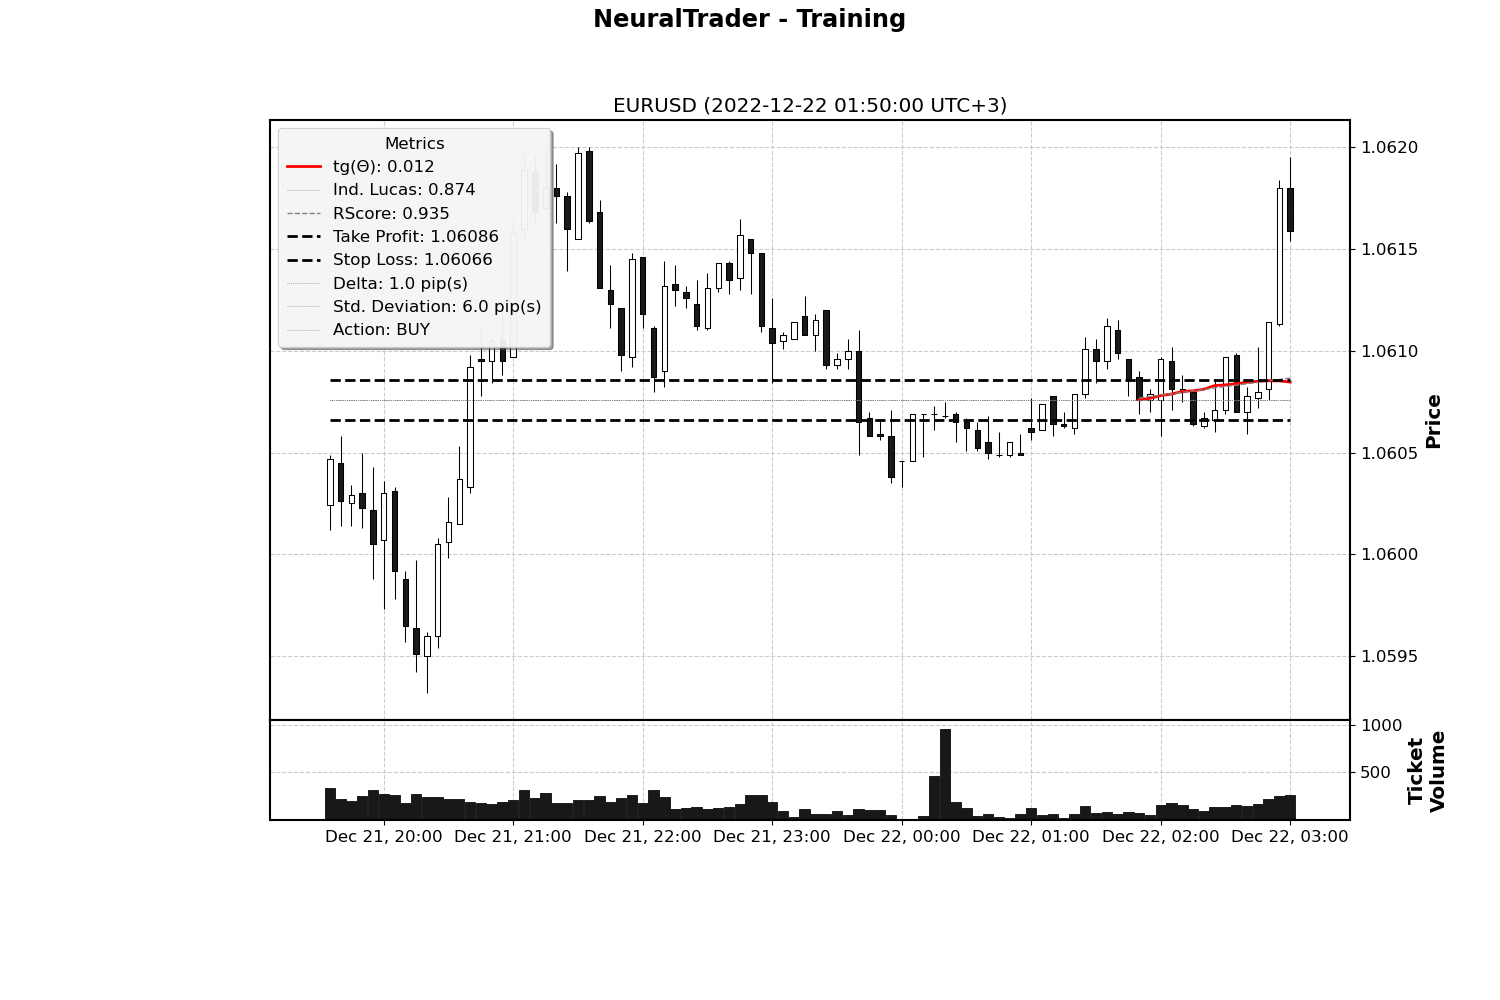 NeuralTrader - Training
EURUSD (2022-12-22 01:50:00 UTC+3)
Metrics
tg(Θ): 0.012
Ind. Lucas: 0.874
RScore: 0.935
Take Profit: 1.06086
Stop Loss: 1.06066
Delta: 1.0 pip(s)
Std. Deviation: 6.0 pip(s)
Action: BUY
1.0620
1.0615
1.0610
1.0605
1.0600
1.0595
Price
1000
500
Ticket
Volume
Dec 21, 20:00 Dec 21, 21:00 Dec 21, 22:00 Dec 21, 23:00 Dec 22, 00:00 Dec 22, 01:00 Dec 22, 02:00 Dec 22, 03:00